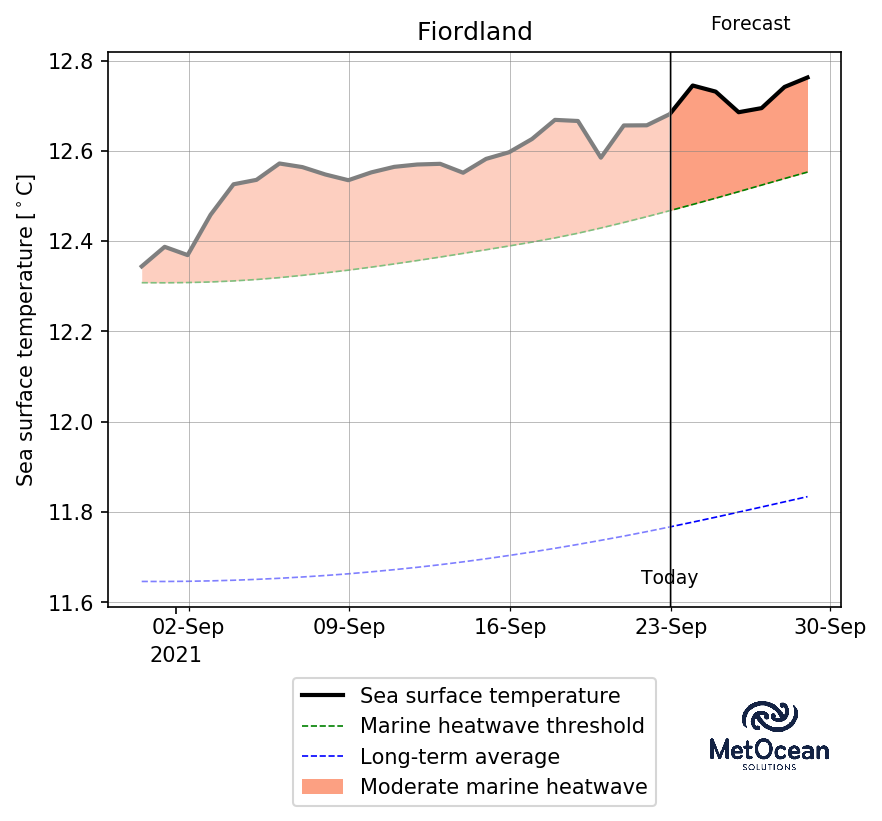 Forecast
Fiordland
Sea surface temperature [°C]
12.8
12.6
12.4
12.2
12.0
11.8
11.6
Today
02-Sep 09-Sep 16-Sep 23-Sep 30-Sep
2021
Sea surface temperature
Marine heatwave threshold
Long-term average
Moderate marine heatwave
MetOcean
SOLUTIONS